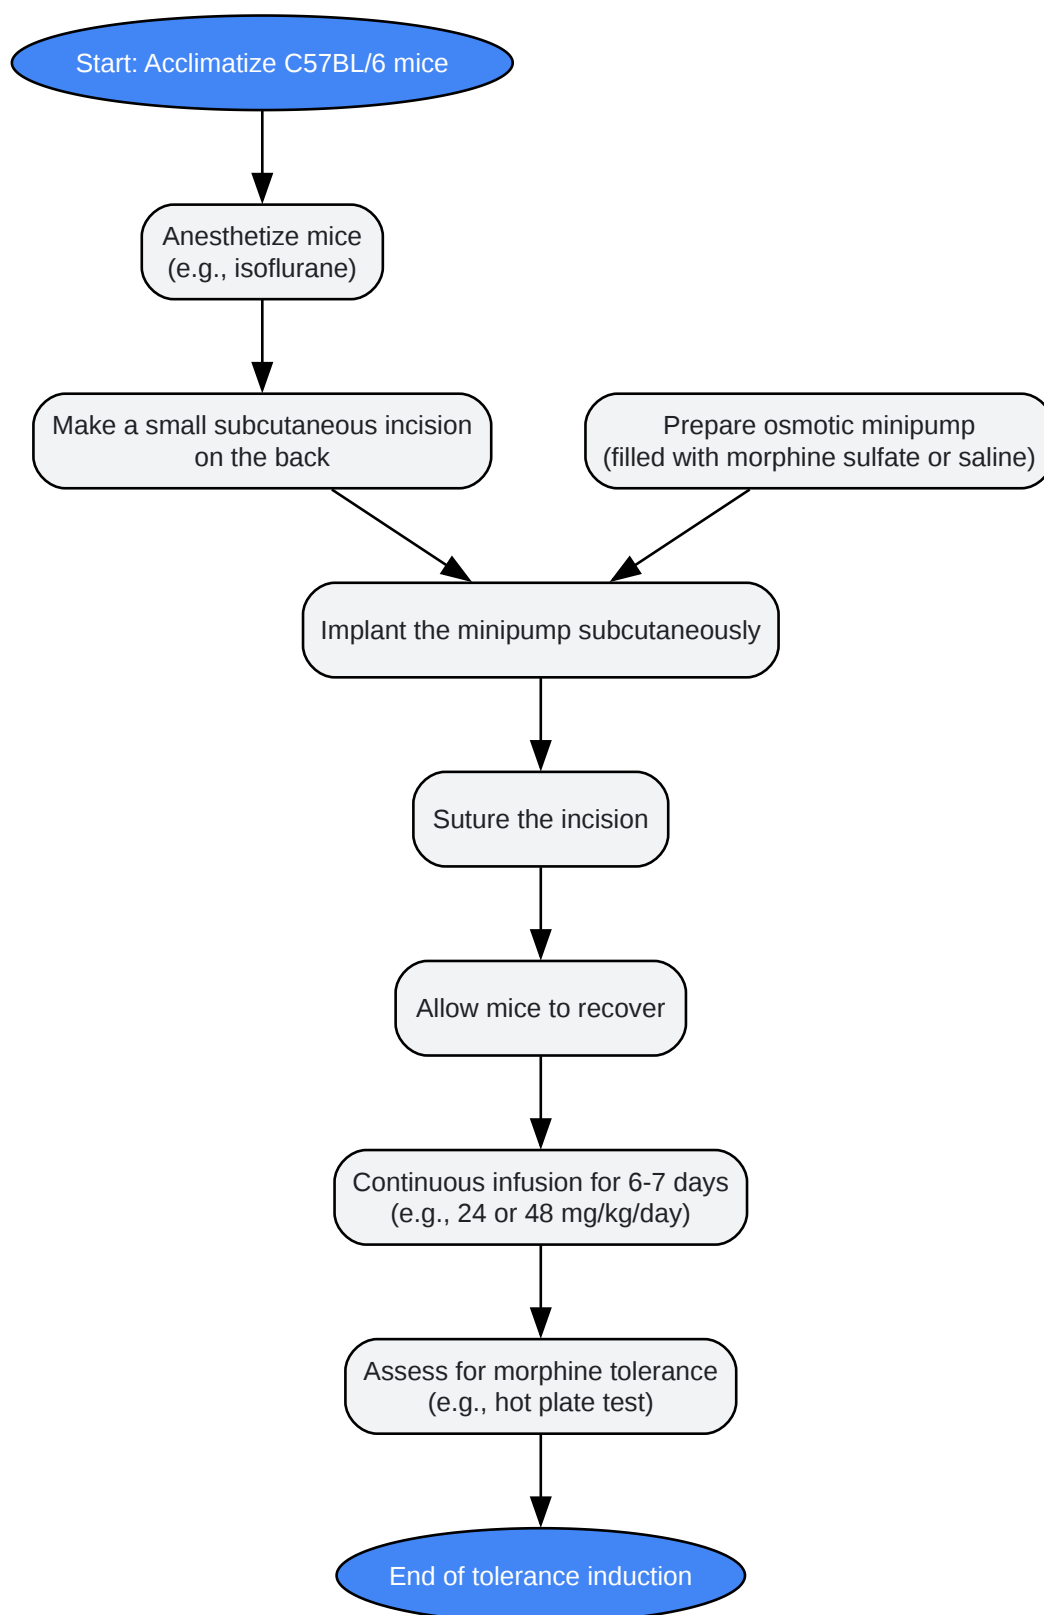 Start: Acclimatize C57BL/6 mice
Anesthetize mice
(e.g., isoflurane)
Make a small subcutaneous incision
on the back
Prepare osmotic minipump
(filled with morphine sulfate or saline)
Implant the minipump subcutaneously
Suture the incision
Allow mice to recover
Continuous infusion for 6-7 days
(e.g., 24 or 48 mg/kg/day)
Assess for morphine tolerance
(e.g., hot plate test)
End of tolerance induction